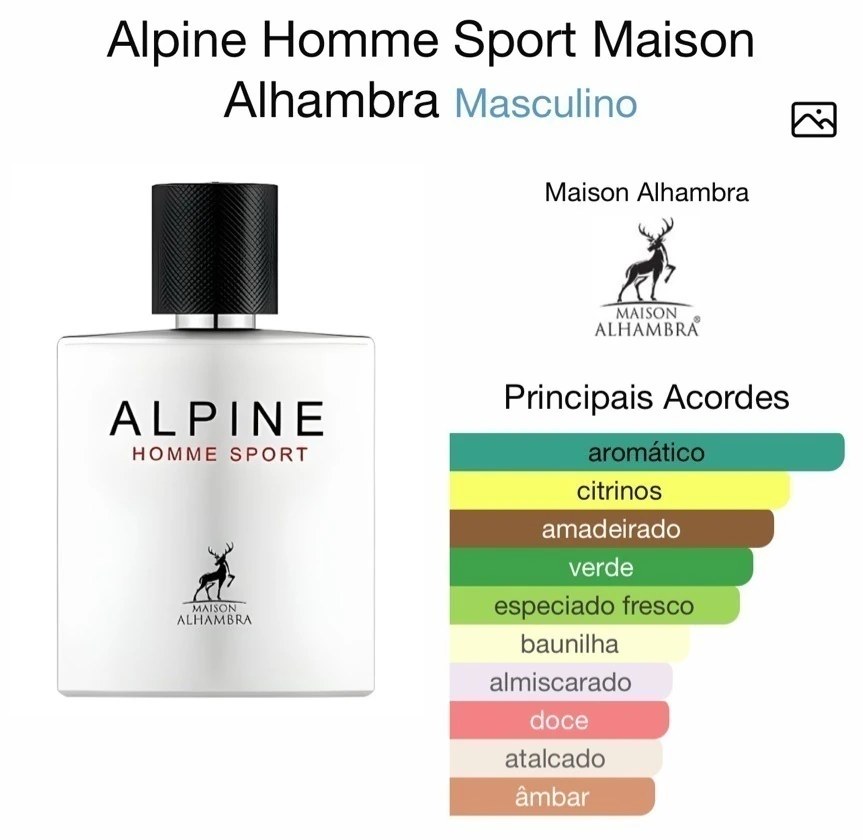 Alpine Homme Sport Maison
Alhambra Masculino
Maison Alhambra
MAISON
ALHAMBRA®
Principais Acordes
aromático
citrinos
amadeirado
verde
especiado fresco
baunilha
almiscarado
doce
atalcado
âmbar
ALPINE
HOMME SPORT
MAISON
ALHAMBRA